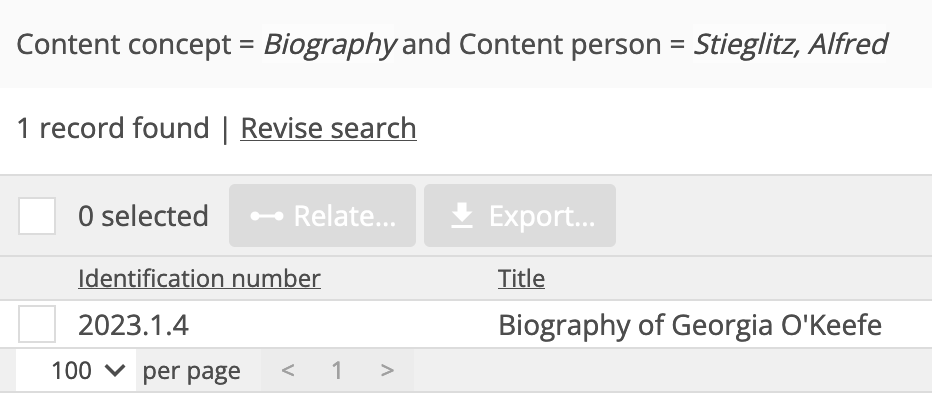 Content concept = Biography and Content person = Stieglitz, Alfred
1 record found | Revise search
0 selected Relate... Export...
Identification number Title
2023.1.4 Biography of Georgia O'Keefe
100 per page < 1 >